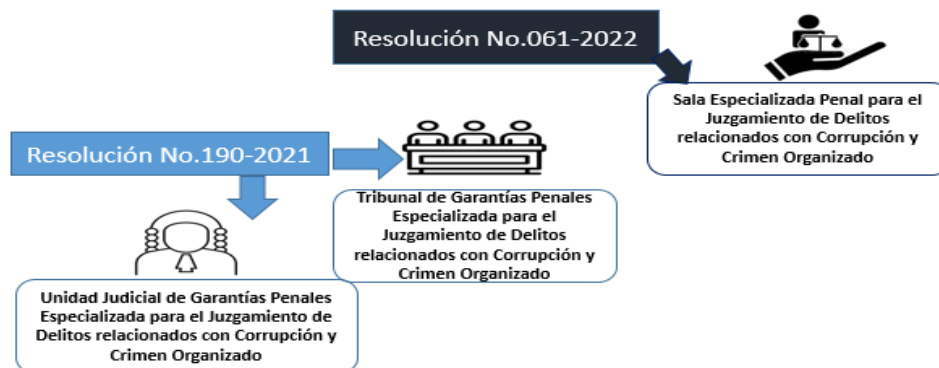 Resolución No.061-2022
Sala Especializada Penal para el
Juzgamiento de Delitos
relacionados con Corrupción y
Crimen Organizado
Resolución No.190-2021
Tribunal de Garantías Penales
Especializada para el
Juzgamiento de Delitos
relacionados con Corrupción y
Crimen Organizado
Unidad Judicial de Garantías Penales
Especializada para el Juzgamiento de
Delitos relacionados con Corrupción y
Crimen Organizado